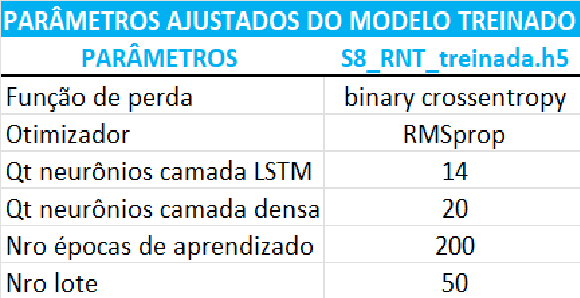 PARÂMETROS AJUSTADOS DO MODELO TREINADO
PARÂMETROS S8_RNT_treinada.h5
Função de perda binary crossentropy
Otimizador RMSprop
Qt neurônios camada LSTM 14
Qt neurônios camada densa 20
Nro épocas de aprendizado 200
Nro lote 50